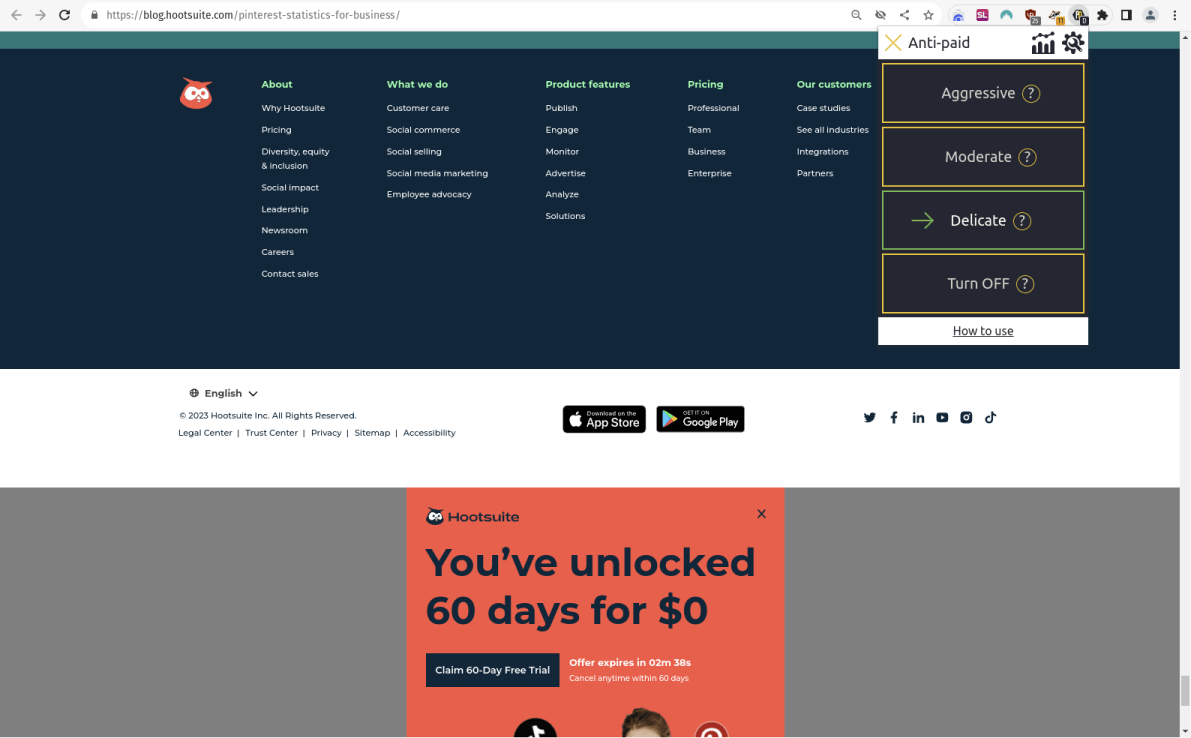 https://blog.hootsuite.com/pinterest-statistics-for-business/
SL
25
11
D
Anti-paid
Aggressive ?
Moderate ?
Delicate ?
Turn OFF ?
How to use
About
Why Hootsuite
Pricing
Diversity, equity
& inclusion
Social impact
Leadership
Newsroom
Careers
Contact sales
What we do
Customer care
Social commerce
Social selling
Social media marketing
Employee advocacy
Product features
Publish
Engage
Monitor
Advertise
Analyze
Solutions
Pricing
Professional
Team
Business
Enterprise
Our customers
Case studies
See all industries
Integrations
Partners
English
© 2023 Hootsuite Inc. All Rights Reserved.
Legal Center | Trust Center | Privacy | Sitemap | Accessibility
Download on the
App Store
GET IT ON
Google Play
Hootsuite
You’ve unlocked
60 days for $0
Claim 60-Day Free Trial
Offer expires in 02m 38s
Cancel anytime within 60 days